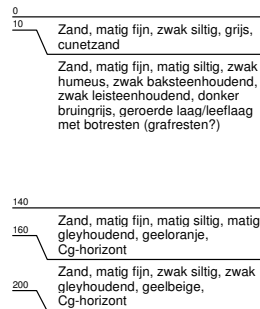 0
10
Zand, matig fijn, zwak siltig, grijs,
cunetzand
Zand, matig fijn, matig siltig, zwak
humeus, zwak baksteenhoudend,
zwak leisteenhoudend, donker
bruingrijs, geroerde laag/leeflaag
met botresten (grafresten?)
140
Zand, matig fijn, matig siltig, matig
160
gleyhoudend, geeloranje,
Cg-horizont
Zand, matig fijn, zwak siltig, zwak
200
gleyhoudend, geelbeige,
Cg-horizont